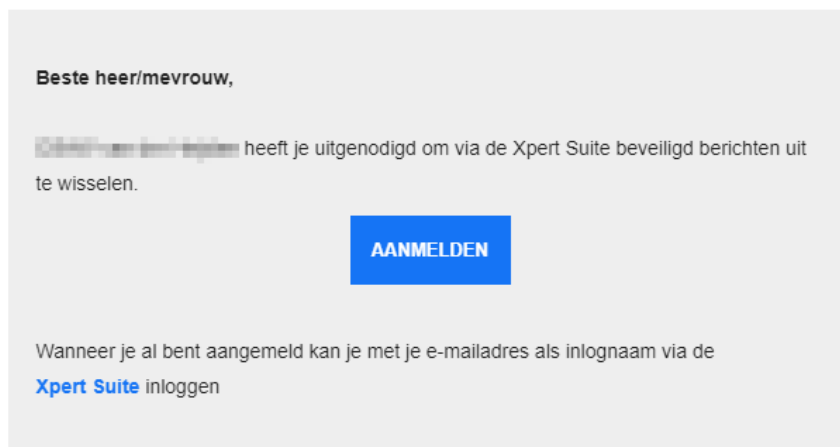 Beste heer/mevrouw,
heeft je uitgenodigd om via de Xpert Suite beveiligd berichten uit
te wisselen.
AANMELDEN
Wanneer je al bent aangemeld kan je met je e-mailadres als inlognaam via de
Xpert Suite inloggen